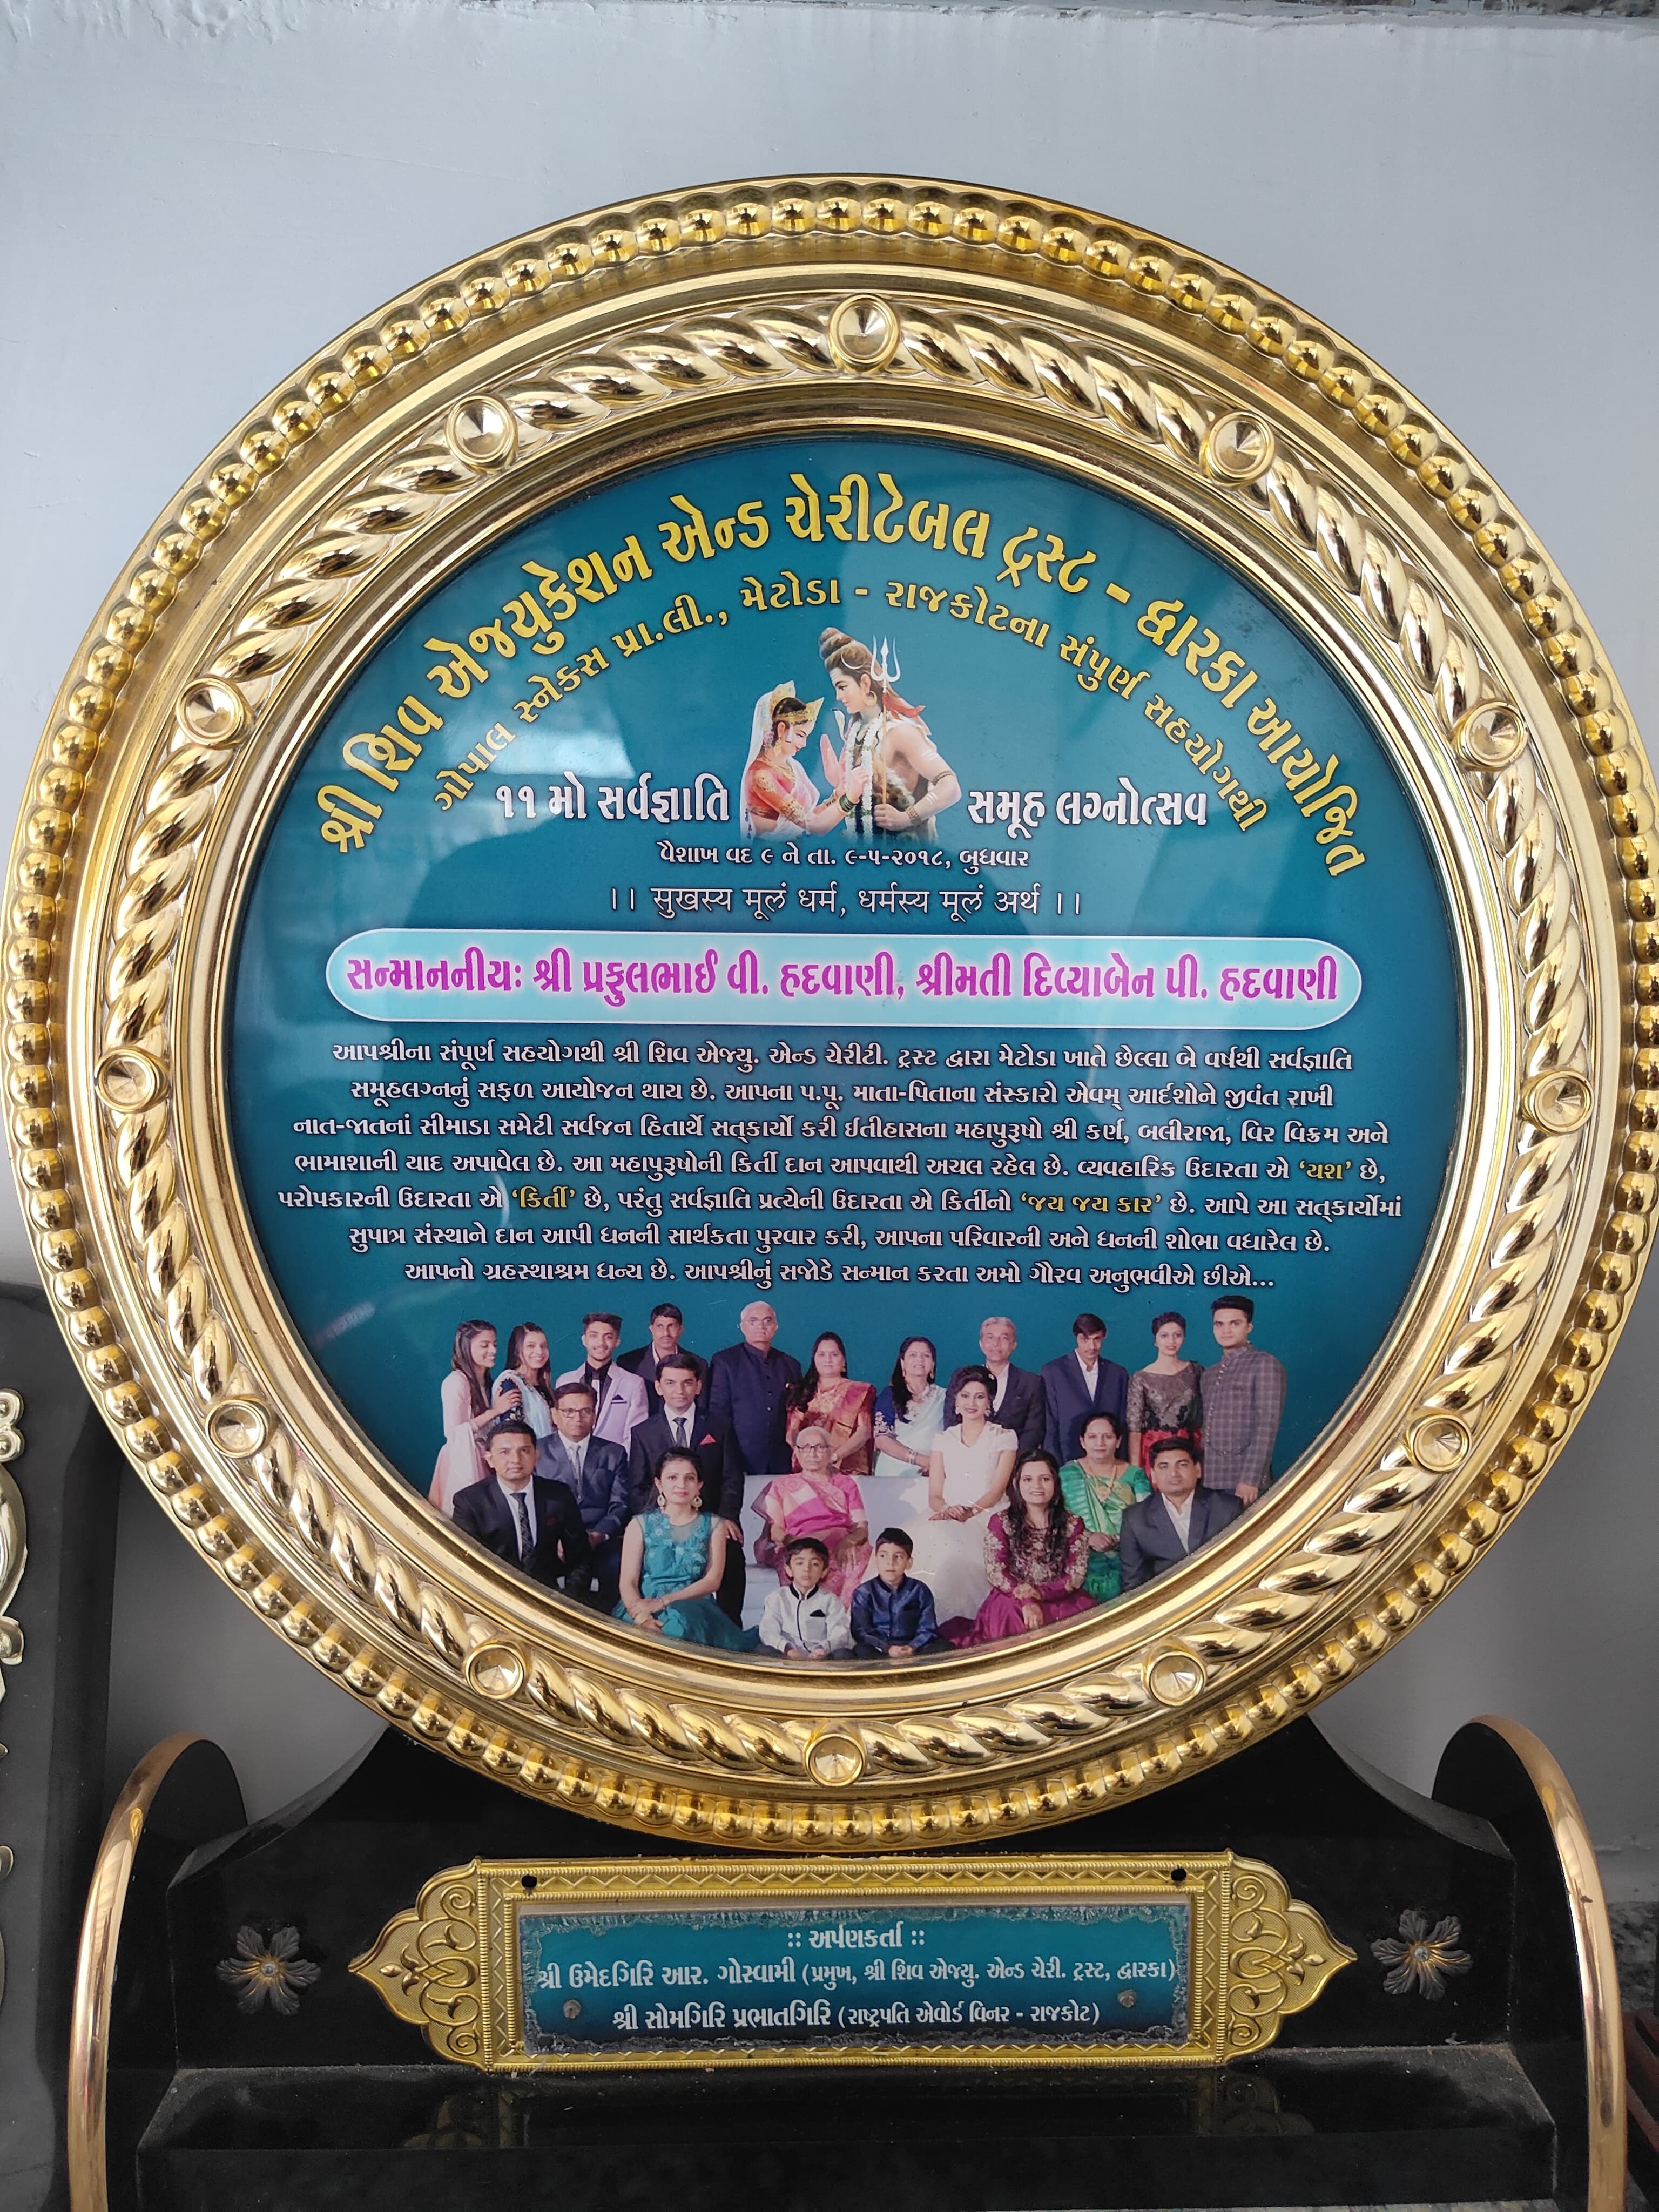 શ્રી શિવ એજ્યુકેશન એન્ડ ચેરીટેબલ ટ્રસ્ટ - દ્વારકા આયોજિત
ગોપાલ સ્નેક્સ પ્રા.લી., મેટોડા - રાજકોટના સંપુર્ણ સહયોગથી
૧૧ મો સર્વજ્ઞાતિ સમૂહ લગ્નોત્સવ
વૈશાખ વદ ૯ ને તા. ૯-૫-૨૦૧૮, બુધવાર
।। सुखस्य मूलं धर्म, धर्मस्य मूलं अर्थ ।।
સન્માનનીયઃ શ્રી પ્રફુલભાઈ વી. હદવાણી, શ્રીમતી દિવ્યાબેન પી. હદવાણી
આપશ્રીના સંપૂર્ણ સહયોગથી શ્રી શિવ એજ્યુ. એન્ડ ચેરીટી. ટ્રસ્ટ દ્વારા મેટોડા ખાતે છેલ્લા બે વર્ષથી સર્વજ્ઞાતિ
સમૂહલગ્નનું સફળ આયોજન થાય છે. આપના પ.પૂ. માતા-પિતાના સંસ્કારો એવમ્ આર્દશોને જીવંત રાખી
નાત-જાતનાં સીમાડા સમેટી સર્વજન હિતાર્થે સત્કાર્યો કરી ઈતીહાસના મહાપુરૂષો શ્રી કર્ણ, બલીરાજા, વિર વિક્રમ અને
ભામાશાની યાદ અપાવેલ છે. આ મહાપુરૂષોની કિર્તી દાન આપવાથી અચલ રહેલ છે. વ્યવહારિક ઉદારતા એ ‘યશ’ છે,
પરોપકારની ઉદારતા એ ‘કિર્તી’ છે, પરંતુ સર્વજ્ઞાતિ પ્રત્યેની ઉદારતા એ કિર્તીનો ‘જય જય કાર’ છે. આપે આ સત્કાર્યોમાં
સુપાત્ર સંસ્થાને દાન આપી ધનની સાર્થકતા પુરવાર કરી, આપના પરિવારની અને ધનની શોભા વધારેલ છે.
આપનો ગ્રહસ્થાશ્રમ ધન્ય છે. આપશ્રીનું સજોડે સન્માન કરતા અમો ગૌરવ અનુભવીએ છીએ...
:: અર્પણકર્તા ::
શ્રી ઉમેદગિરિ આર. ગોસ્વામી (પ્રમુખ, શ્રી શિવ એજ્યુ. એન્ડ ચેરી. ટ્રસ્ટ, દ્વારકા)
શ્રી સોમગિરિ પ્રભાતગિરિ (રાષ્ટ્રપતિ એવોર્ડ વિનર - રાજકોટ)